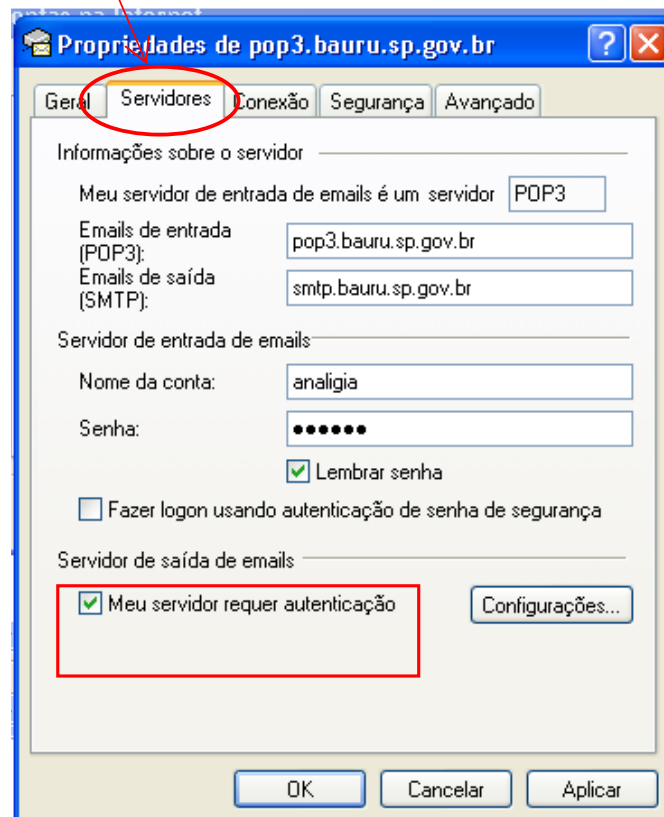 ontas na Internet
Propriedades de pop3.bauru.sp.gov.br
Geral Servidores Conexão Segurança Avançado
Informações sobre o servidor
Meu servidor de entrada de emails é um servidor POP3
Emails de entrada
(POP3): pop3.bauru.sp.gov.br
Emails de saída
(SMTP): smtp.bauru.sp.gov.br
Servidor de entrada de emails
Nome da conta: analigia
Senha: ●●●●●●
Lembrar senha
Fazer logon usando autenticação de senha de segurança
Servidor de saída de emails
Meu servidor requer autenticação Configurações...
OK Cancelar Aplicar